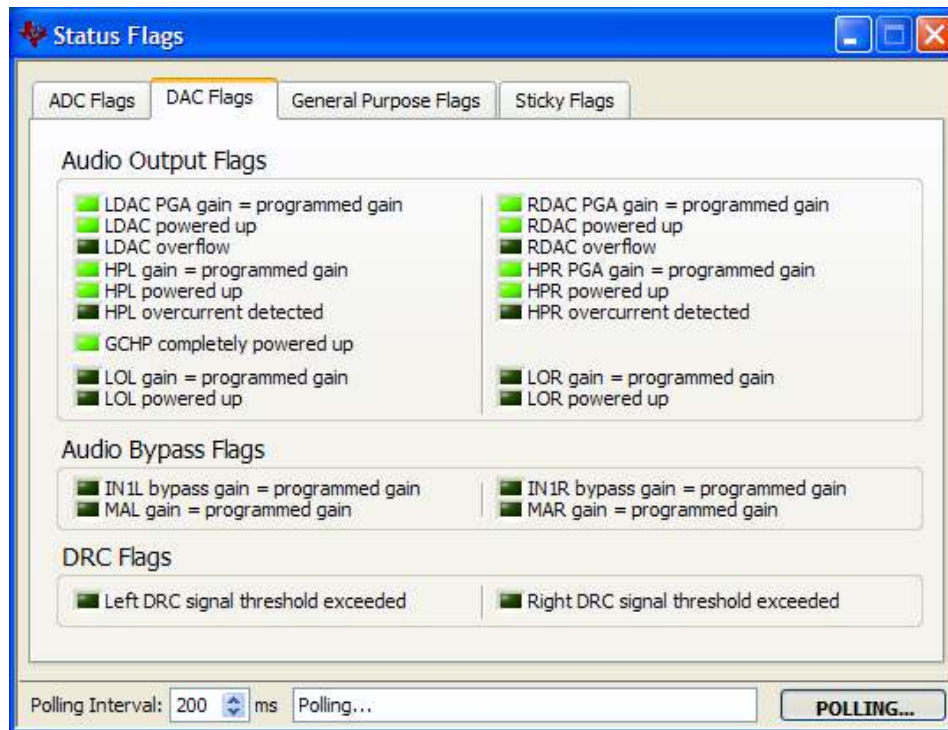 Status Flags
ADC Flags
DAC Flags
General Purpose Flags
Sticky Flags
Audio Output Flags
LDAC PGA gain = programmed gain
LDAC powered up
LDAC overflow
HPL gain = programmed gain
HPL powered up
HPL overcurrent detected
GCHP completely powered up
LOL gain = programmed gain
LOL powered up
RDAC PGA gain = programmed gain
RDAC powered up
RDAC overflow
HPR PGA gain = programmed gain
HPR powered up
HPR overcurrent detected
LOR gain = programmed gain
LOR powered up
Audio Bypass Flags
IN1L bypass gain = programmed gain
MAL gain = programmed gain
IN1R bypass gain = programmed gain
MAR gain = programmed gain
DRC Flags
Left DRC signal threshold exceeded
Right DRC signal threshold exceeded
Polling Interval: 200 ms
Polling...
POLLING...